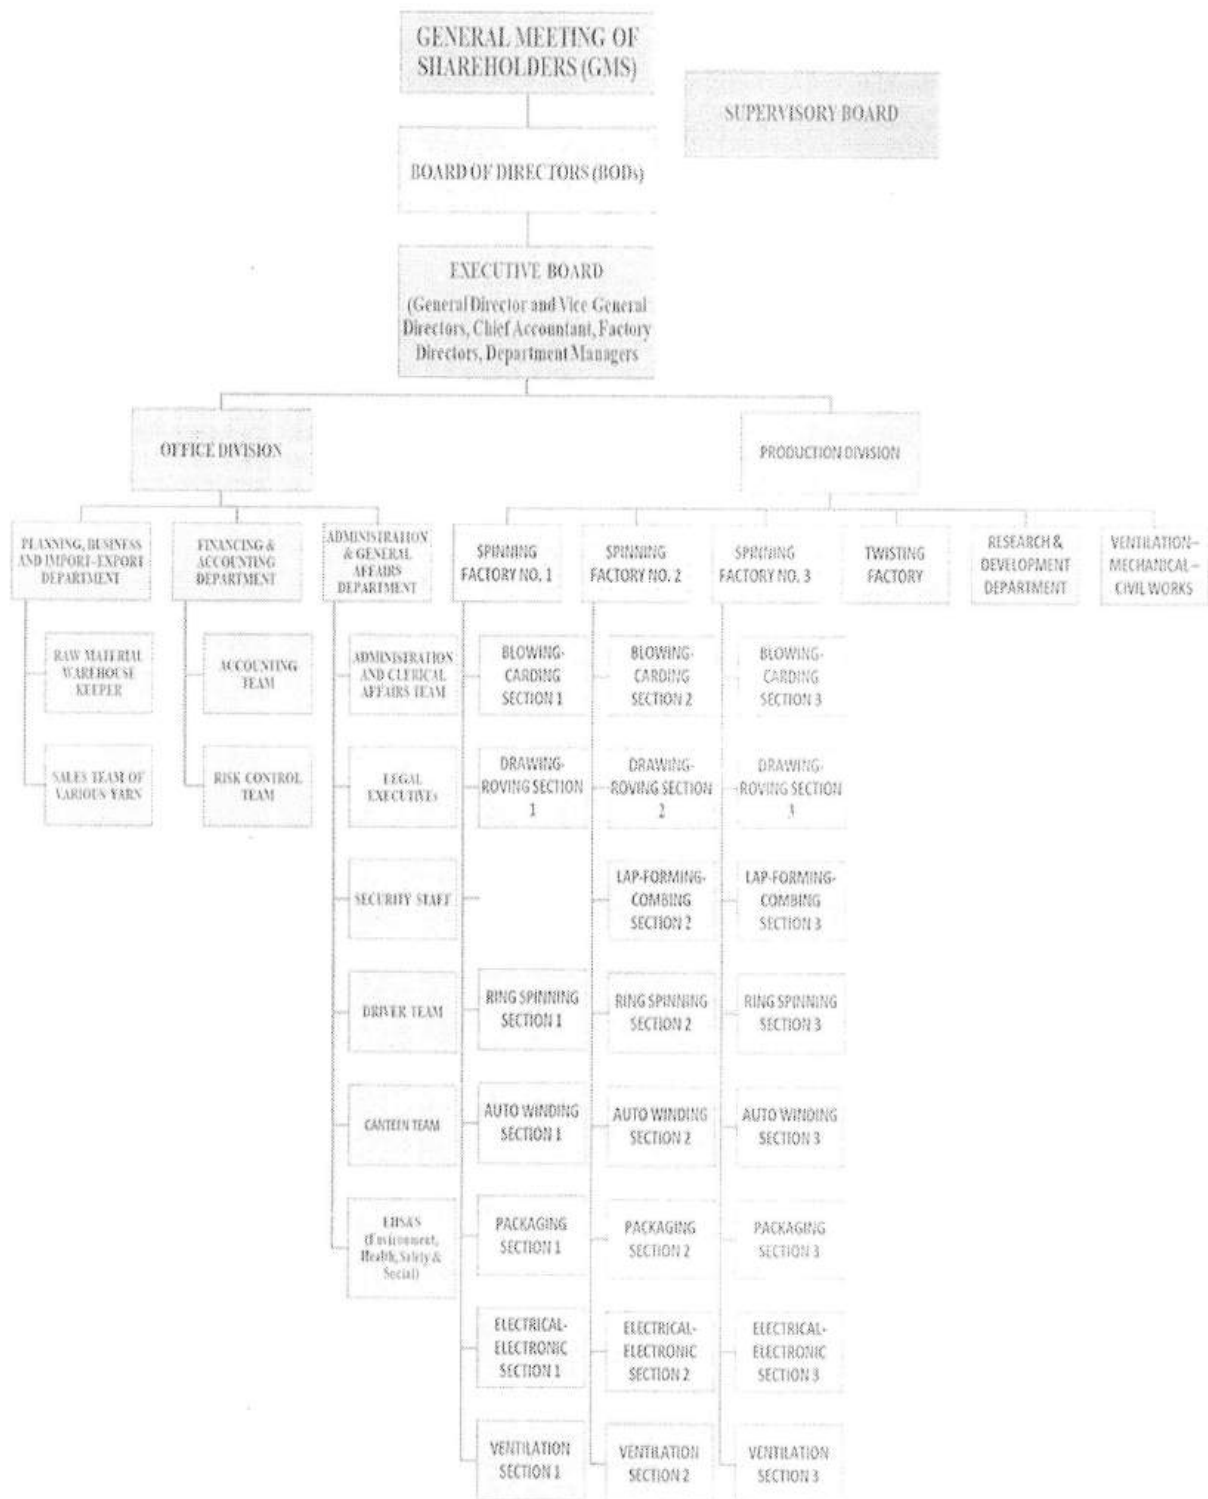 GENERAL MEETING OF
SHAREHOLDERS (GMS)
SUPERVISORY BOARD
BOARD OF DIRECTORS (BODs)
EXECUTIVE BOARD
(General Director and Vice General
Directors, Chief Accountant, Factory
Directors, Department Managers
OFFICE DIVISION
PRODUCTION DIVISION
PLANNING, BUSINESS
AND IMPORT-EXPORT
DEPARTMENT
FINANCING &
ACCOUNTING
DEPARTMENT
ADMINISTRATION
& GENERAL
AFFAIRS
DEPARTMENT
SPINNING
FACTORY NO. 1
SPINNING
FACTORY NO. 2
SPINNING
FACTORY NO. 3
TWISTING
FACTORY
RESEARCH &
DEVELOPMENT
DEPARTMENT
VENTILATION–
MECHANICAL–
CIVIL WORKS
RAW MATERIAL
WAREHOUSE
KEEPER
ACCOUNTING
TEAM
ADMINISTRATION
AND CLERICAL
AFFAIRS TEAM
BLOWING-
CARDING
SECTION 1
BLOWING-
CARDING
SECTION 2
BLOWING-
CARDING
SECTION 3
SALES TEAM OF
VARIOUS YARN
RISK CONTROL
TEAM
LEGAL
EXECUTIVEs
DRAWING-
ROVING SECTION
1
DRAWING-
ROVING SECTION
2
DRAWING-
ROVING SECTION
3
SECURITY STAFF
LAP-FORMING-
COMBING
SECTION 2
LAP-FORMING-
COMBING
SECTION 3
DRIVER TEAM
RING SPINNING
SECTION 1
RING SPINNING
SECTION 2
RING SPINNING
SECTION 3
CANTEEN TEAM
AUTO WINDING
SECTION 1
AUTO WINDING
SECTION 2
AUTO WINDING
SECTION 3
EHS&S
(Environment,
Health, Safety &
Social)
PACKAGING
SECTION 1
PACKAGING
SECTION 2
PACKAGING
SECTION 3
ELECTRICAL-
ELECTRONIC
SECTION 1
ELECTRICAL-
ELECTRONIC
SECTION 2
ELECTRICAL-
ELECTRONIC
SECTION 3
VENTILATION
SECTION 1
VENTILATION
SECTION 2
VENTILATION
SECTION 3